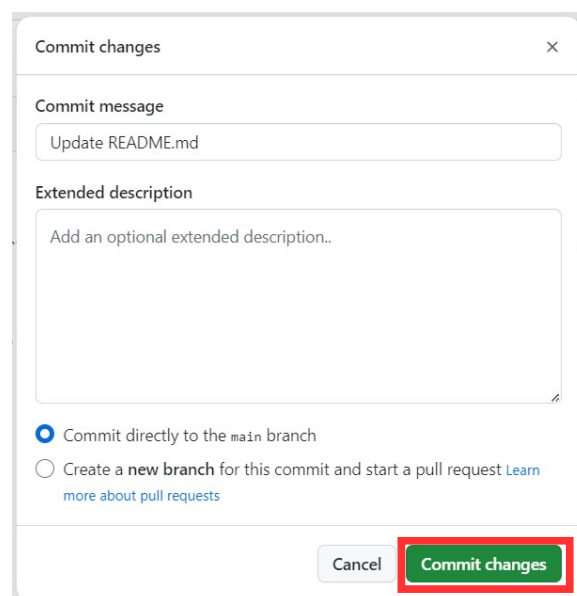 Commit changes
Commit message
Update README.md
Extended description
Add an optional extended description..
Commit directly to the main branch
Create a new branch for this commit and start a pull request Learn
more about pull requests
Cancel Commit changes